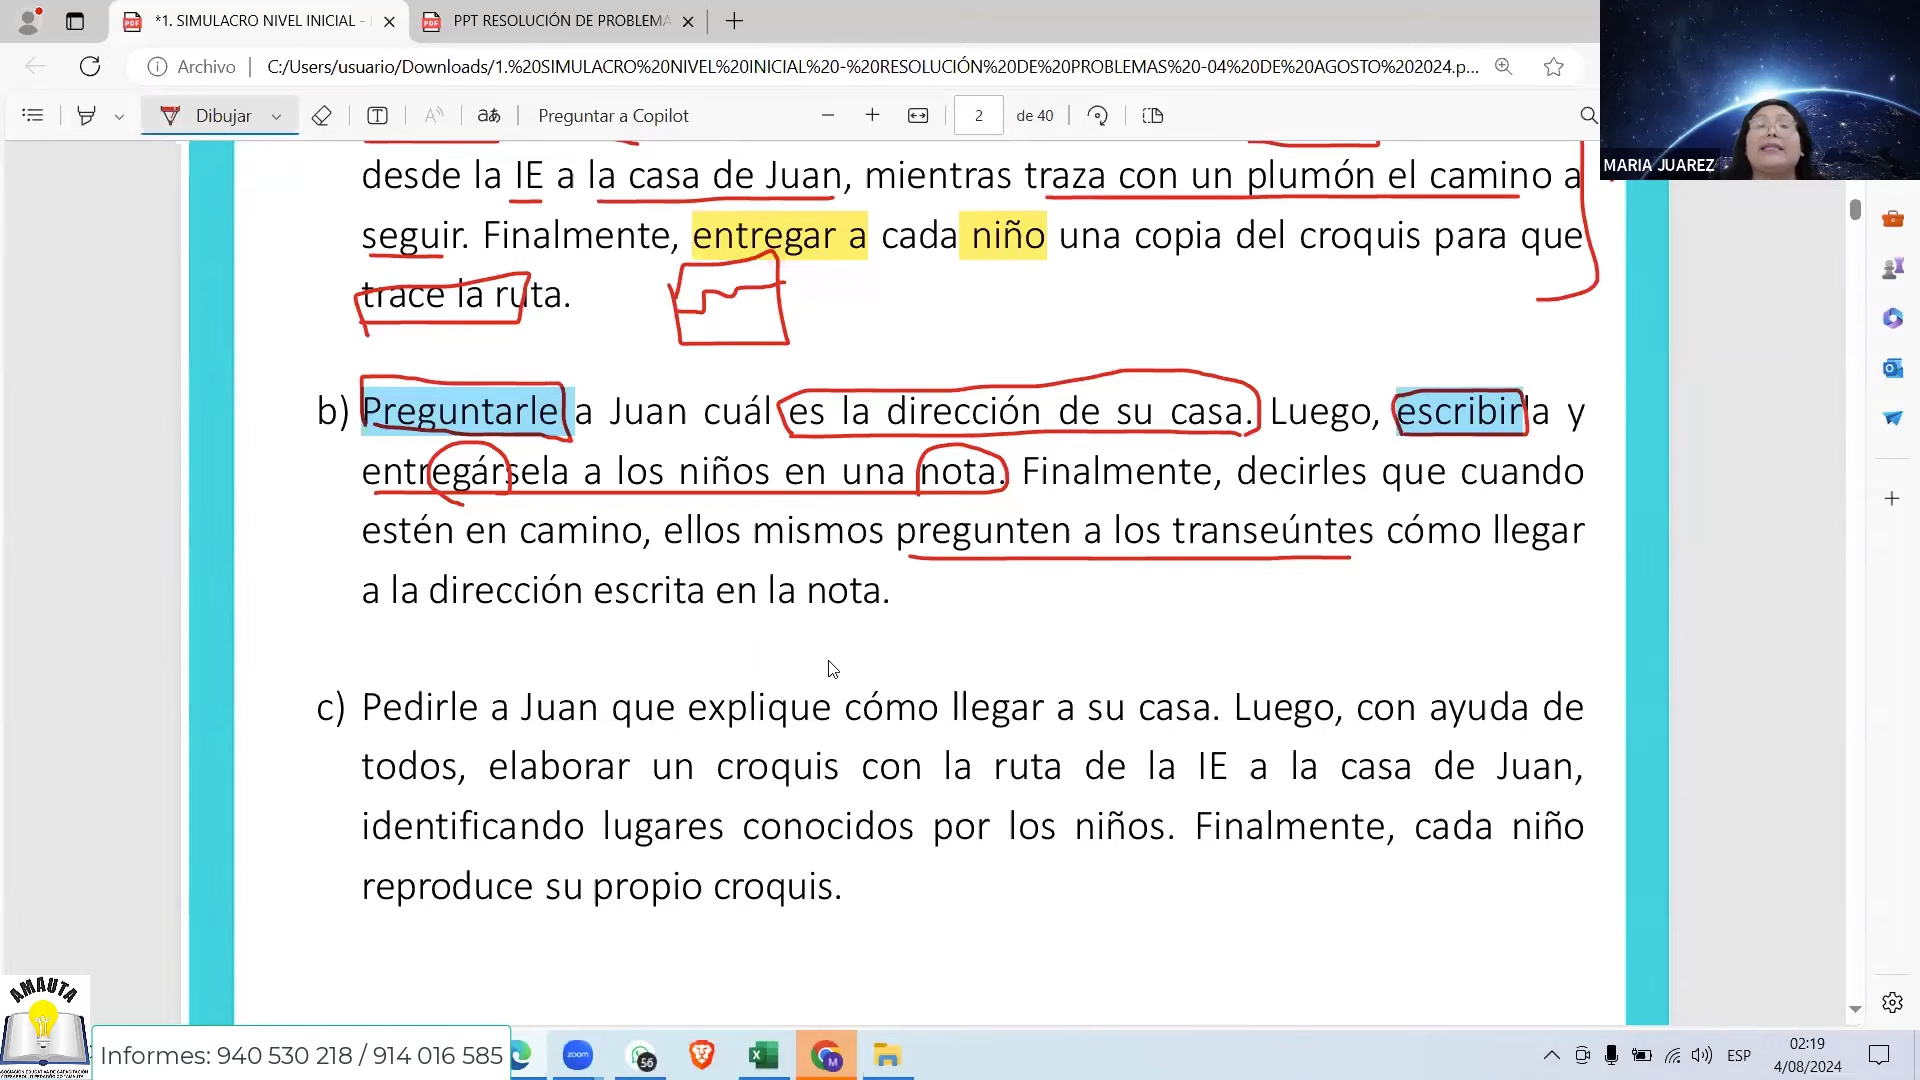 *1. SIMULACRO NIVEL INICIAL -
PPT RESOLUCIÓN DE PROBLEMA
Archivo
C:/Users/usuario/Downloads/1.%20SIMULACRO%20NIVEL%20INICIAL%20-%20RESOLUCIÓN%20DE%20PROBLEMAS%20-04%20DE%20AGOSTO%202024.p...
Dibujar
Preguntar a Copilot
2
de 40
MARIA JUAREZ
desde la IE a la casa de Juan, mientras traza con un plumón el camino a
seguir. Finalmente, entregar a cada niño una copia del croquis para que
trace la ruta.
b) Preguntarle a Juan cuál es la dirección de su casa. Luego, escribirla y
entregársela a los niños en una nota. Finalmente, decirles que cuando
estén en camino, ellos mismos pregunten a los transeúntes cómo llegar
a la dirección escrita en la nota.
c) Pedirle a Juan que explique cómo llegar a su casa. Luego, con ayuda de
todos, elaborar un croquis con la ruta de la IE a la casa de Juan,
identificando lugares conocidos por los niños. Finalmente, cada niño
reproduce su propio croquis.
AMAUTA
Informes: 940 530 218 / 914 016 585
zoom
56
M
ESP
02:19
4/08/2024